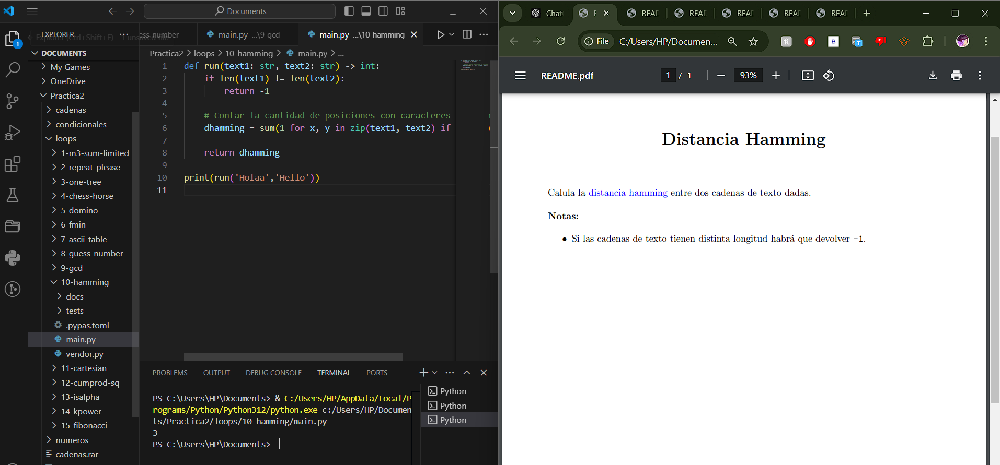 Documents
EXPLORER
ess-number
main.py ...\9-gcd
main.py ...\10-hamming
DOCUMENTS
My Games
OneDrive
Practica2
cadenas
condicionales
loops
1-m3-sum-limited
2-repeat-please
3-one-tree
4-chess-horse
5-domino
6-fmin
7-ascii-table
8-guess-number
9-gcd
10-hamming
docs
tests
.pypas.toml
main.py
vendor.py
11-cartesian
12-cumprod-sq
13-isalpha
14-kpower
15-fibonacci
numeros
cadenas.rar
1
Practica2 > loops > 10-hamming > main.py > ...
1 def run(text1: str, text2: str) -> int:
2 if len(text1) != len(text2):
3 return -1
4
5 # Contar la cantidad de posiciones con caracteres
6 dhamming = sum(1 for x, y in zip(text1, text2) if
7
8 return dhamming
9
10 print(run('Holaa','Hello'))
11
PROBLEMS OUTPUT DEBUG CONSOLE TERMINAL PORTS
PS C:\Users\HP\Documents> & C:/Users/HP/AppData/Local/P
rograms/Python/Python312/python.exe c:/Users/HP/Documen
ts/Practica2/loops/10-hamming/main.py
3
PS C:\Users\HP\Documents>
Python
Python
Python
Chat
READ
READ
READ
READ
READ
File C:/Users/HP/Documen...
README.pdf
1 / 1
93%
Distancia Hamming
Calula la distancia hamming entre dos cadenas de texto dadas.
Notas:
• Si las cadenas de texto tienen distinta longitud habrá que devolver -1.